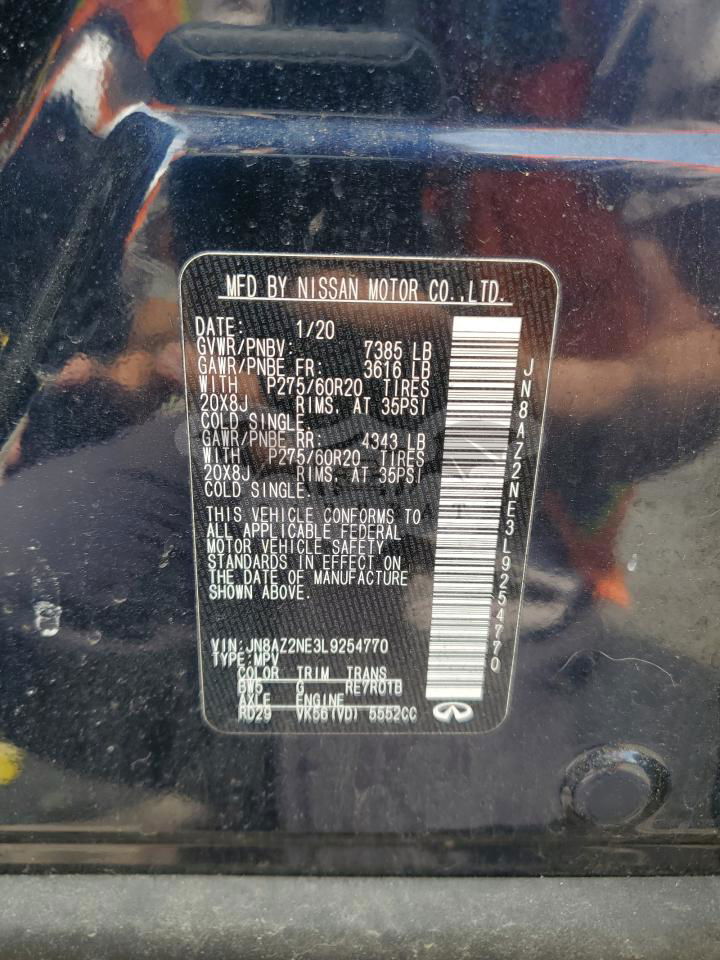 MFD BY NISSAN MOTOR CO.,LTD.
DATE: 1/20
GVWR/PNBV: 7385 LB
GAWR/PNBE FR: 3616 LB
WITH P275/60R20 TIRES
20X8J RIMS, AT 35PSI
COLD SINGLE.
GAWR/PNBE RR: 4343 LB
WITH P275/60R20 TIRES
20X8J RIMS, AT 35PSI
COLD SINGLE.
THIS VEHICLE CONFORMS TO
ALL APPLICABLE FEDERAL
MOTOR VEHICLE SAFETY
STANDARDS IN EFFECT ON
THE DATE OF MANUFACTURE
SHOWN ABOVE.
VIN:JN8AZ2NE3L9254770
TYPE:MPV
COLOR TRIM TRANS
BW5 G RE7R01B
AXLE ENGINE
RD29 VK56(VD) 5552CC
JN8AZ2NE3L9254770